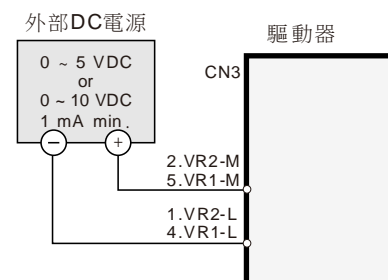 外部DC電源
驅動器
0 ~ 5 VDC
or
0 ~ 10 VDC
1 mA min.
− +
CN3
2.VR2-M
5.VR1-M
1.VR2-L
4.VR1-L